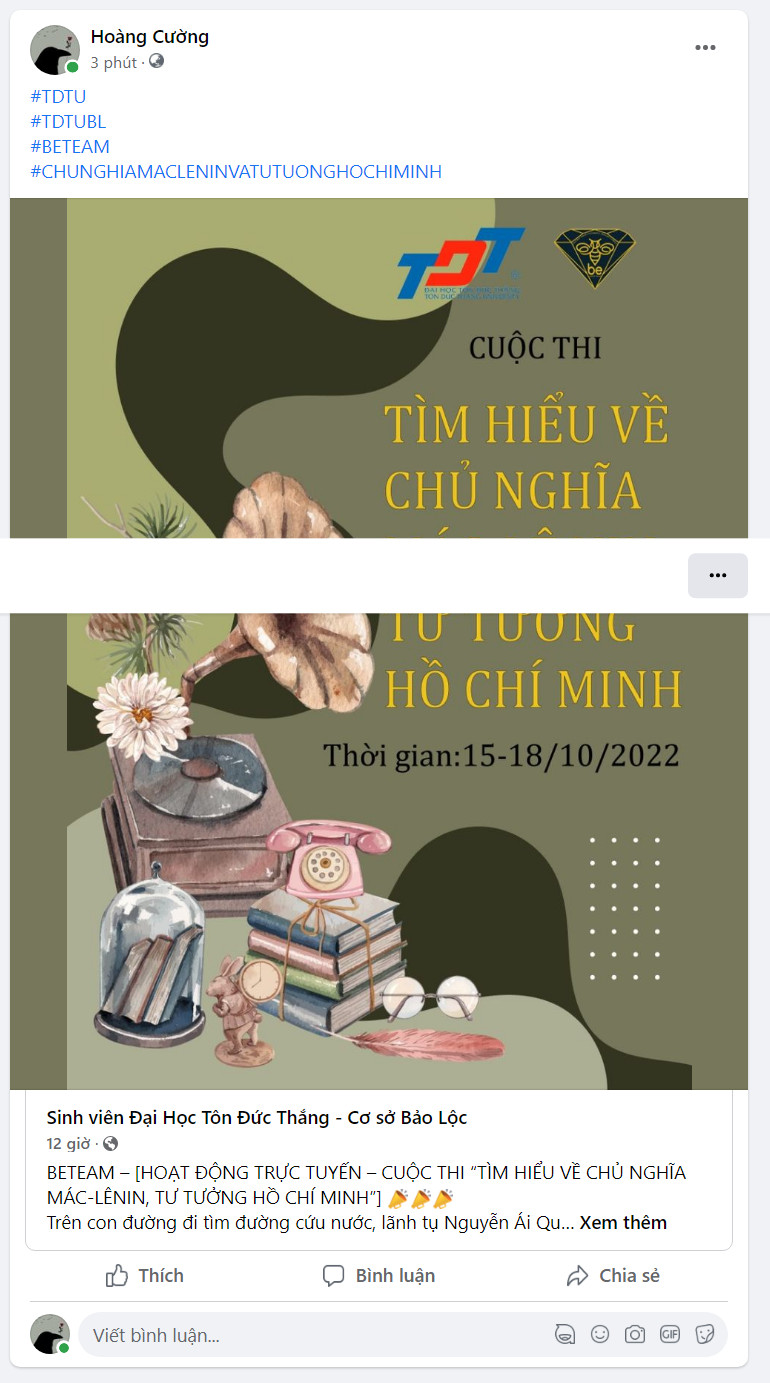 Hoàng Cường
3 phút ·
#TDTU
#TDTUBL
#BETEAM
#CHUNGHIAMACLENINVATUTUONGHOCHIMINH
TDT
ĐẠI HỌC TÔN ĐỨC THẮNG
TON DUC THANG UNIVERSITY
be
CUỘC THI
TÌM HIỂU VỀ
CHỦ NGHĨA
TƯ TƯỞNG
HỒ CHÍ MINH
Thời gian:15-18/10/2022
Sinh viên Đại Học Tôn Đức Thắng - Cơ sở Bảo Lộc
12 giờ ·
BETEAM – [HOẠT ĐỘNG TRỰC TUYẾN – CUỘC THI “TÌM HIỂU VỀ CHỦ NGHĨA
MÁC-LÊNIN, TƯ TƯỞNG HỒ CHÍ MINH”] 🎉🎉🎉
Trên con đường đi tìm đường cứu nước, lãnh tụ Nguyễn Ái Qu... Xem thêm
Thích
Bình luận
Chia sẻ
Viết bình luận...
GIF